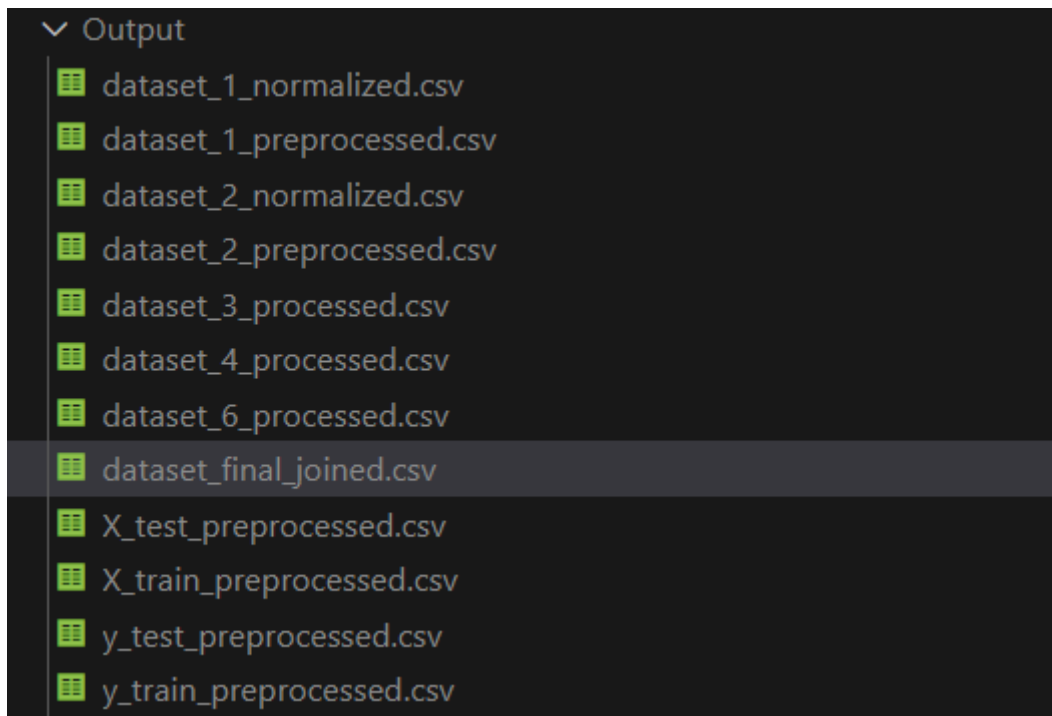 Output
dataset_1_normalized.csv
dataset_1_preprocessed.csv
dataset_2_normalized.csv
dataset_2_preprocessed.csv
dataset_3_processed.csv
dataset_4_processed.csv
dataset_6_processed.csv
dataset_final_joined.csv
X_test_preprocessed.csv
X_train_preprocessed.csv
y_test_preprocessed.csv
y_train_preprocessed.csv